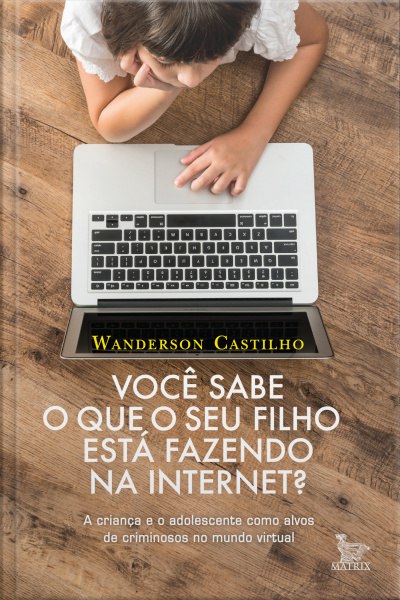 WANDERSON CASTILHO
VOCÊ SABE
O QUE O SEU FILHO
ESTÁ FAZENDO
NA INTERNET?
A criança e o adolescente como alvos
de criminosos no mundo virtual
MATRIX